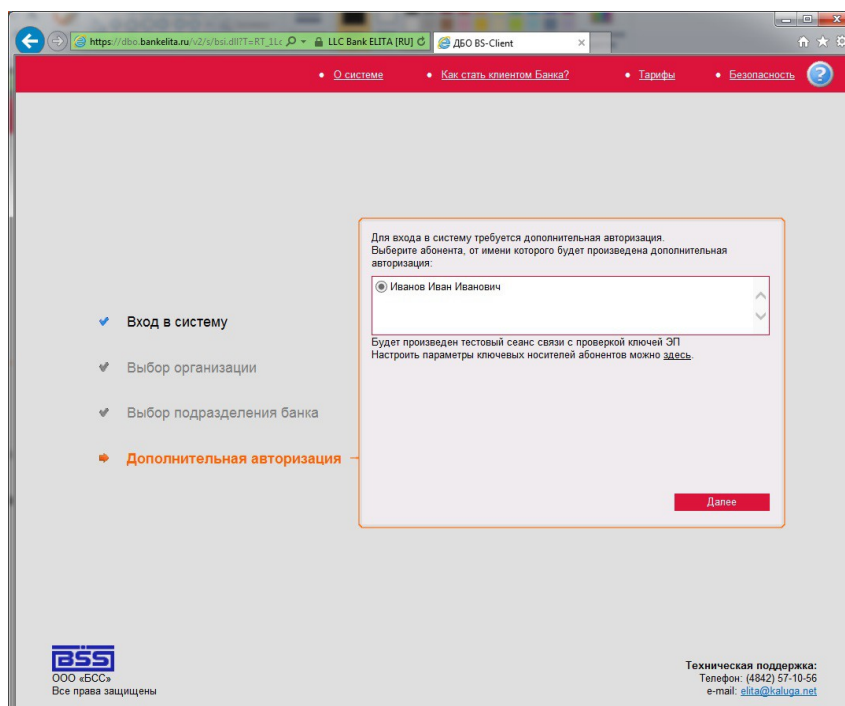 https://dbo.bankelita.ru/v2/s/bsi.dll?T=RT_1Lc
LLC Bank ELITA [RU]
ДБО BS-Client
О системе
Как стать клиентом Банка?
Тарифы
Безопасность
?
Для входа в систему требуется дополнительная авторизация.
Выберите абонента, от имени которого будет произведена дополнительная
авторизация:
Иванов Иван Иванович
Будет произведен тестовый сеанс связи с проверкой ключей ЭП
Настроить параметры ключевых носителей абонентов можно здесь.
Вход в систему
Выбор организации
Выбор подразделения банка
Дополнительная авторизация
Далее
BSS
ООО «БСС»
Все права защищены
Техническая поддержка:
Телефон: (4842) 57-10-56
e-mail: elita@kaluga.net